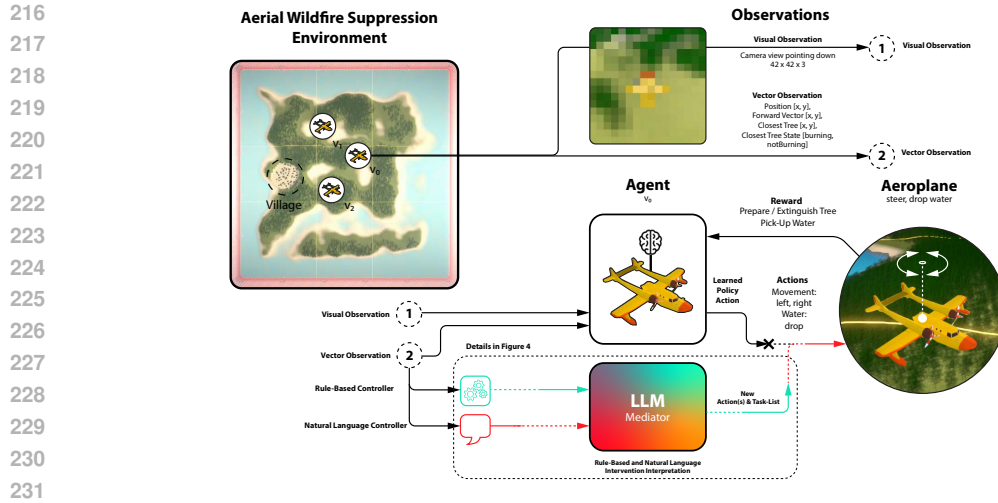 216
217
218
219
220
221
222
223
224
225
226
227
228
229
230
231
Aerial Wildfire Suppression
Environment
V1
V0
V2
Village
Observations
Visual Observation
Camera view pointing down
42 x 42 x 3
1
Visual Observation
Vector Observation
Position [x, y],
Forward Vector [x, y],
Closest Tree [x, y],
Closest Tree State [burning,
notBurning]
2
Vector Observation
Agent
V0
Reward
Prepare / Extinguish Tree
Pick-Up Water
Aeroplane
steer, drop water
Learned
Policy
Action
Actions
Movement:
left, right
Water:
drop
Visual Observation
1
Vector Observation
2
Details in Figure 4
Rule-Based Controller
Natural Language Controller
LLM
Mediator
New
Action(s) & Task-List
Rule-Based and Natural Language
Intervention Interpretation